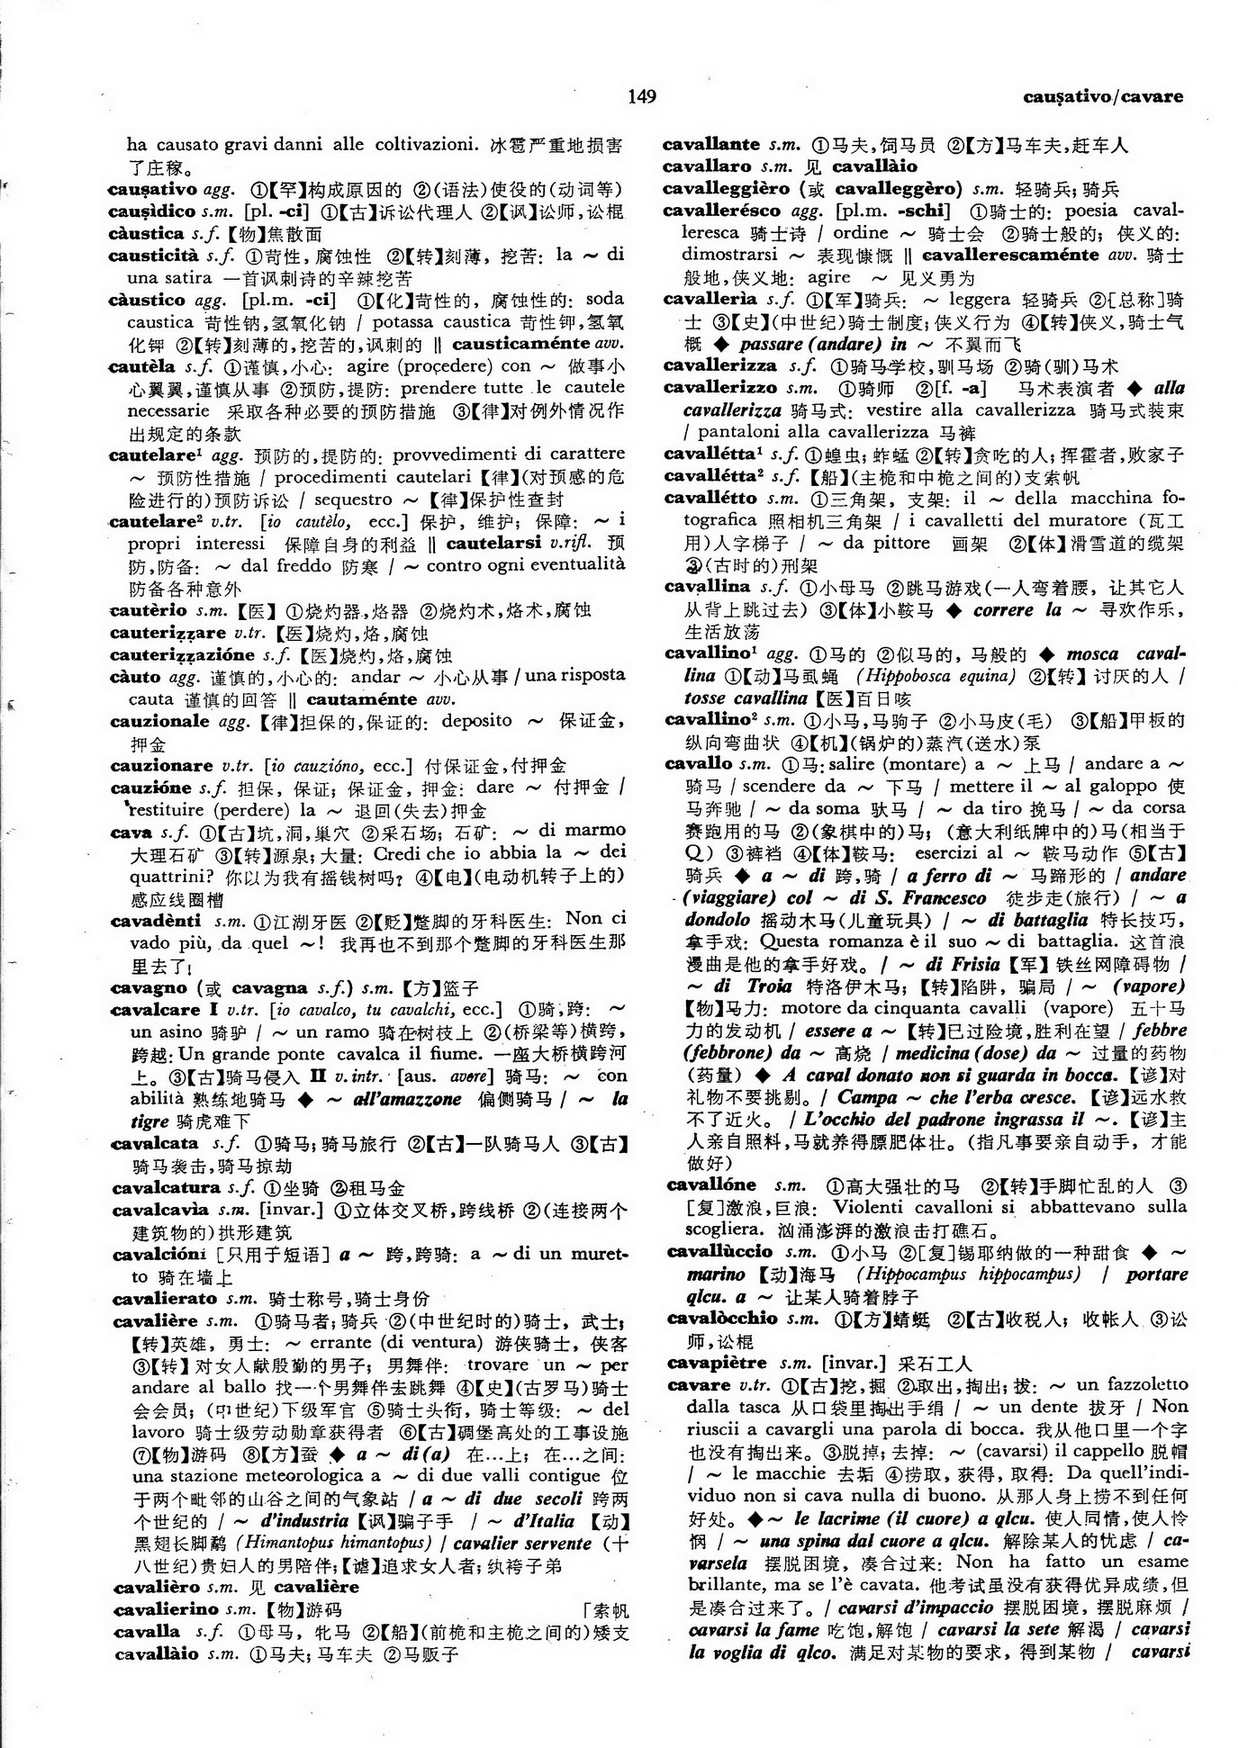 149
cauṣativo/cavare
ha causato gravi danni alle coltivazioni. 冰雹严重地损害
了庄稼。
cauṣativo agg. ①【罕】构成原因的 ②(语法)使役的(动词等)
cauṣìdico s.m. [pl. -ci] ①【古】诉讼代理人 ②【讽】讼师,讼棍
càustica s.f. 【物】焦散面
causticità s.f. ①苛性, 腐蚀性 ②【转】刻薄, 挖苦: la ～ di
una satira 一首讽刺诗的辛辣挖苦
càustico agg. [pl.m. -ci] ①【化】苛性的, 腐蚀性的: soda
caustica 苛性钠,氢氧化钠 / potassa caustica 苛性钾,氢氧
化钾 ②【转】刻薄的,挖苦的,讽刺的 ‖ causticaménte avv.
cautèla s.f. ①谨慎,小心: agire (proçedere) con ～ 做事小
心翼翼,谨慎从事 ②预防,提防: prendere tutte le cautele
necessarie 采取各种必要的预防措施 ③【律】对例外情况作
出规定的条款
cautelare¹ agg. 预防的,提防的: provvedimenti di carattere
～ 预防性措施 / procedimenti cautelari 【律】(对预感的危
险进行的)预防诉讼 / sequestro ～ 【律】保护性查封
cautelare² v.tr. [io cautèlo, ecc.] 保护, 维护; 保障: ～ i
propri interessi 保障自身的利益 ‖ cautelarsi v.rifl. 预
防,防备: ～ dal freddo 防寒 / ～ contro ogni eventualità
防备各种意外
cautèrio s.m. 【医】 ①烧灼器,烙器 ②烧灼术,烙术,腐蚀
cauteriẓẓare v.tr. 【医】烧灼,烙,腐蚀
cauteriẓẓazióne s.f. 【医】烧灼,烙,腐蚀
càuto agg. 谨慎的,小心的: andar ～ 小心从事 / una risposta
cauta 谨慎的回答 ‖ cautaménte avv.
cauzionale agg. 【律】担保的,保证的: deposito ～ 保证金,
押金
cauzionare v.tr. [io cauzióno, ecc.] 付保证金,付押金
cauzióne s.f. 担保, 保证; 保证金, 押金: dare ～ 付押金 /
restituire (perdere) la ～ 退回(失去)押金
cava s.f. ①【古】坑,洞,巢穴 ②采石场; 石矿: ～ di marmo
大理石矿 ③【转】源泉;大量: Credi che io abbia la ～ dei
quattrini? 你以为我有摇钱树吗? ④【电】(电动机转子上的)
感应线圈槽
cavadènti s.m. ①江湖牙医 ②【贬】蹩脚的牙科医生: Non ci
vado più, da quel ～! 我再也不到那个蹩脚的牙科医生那
里去了!
cavagno (或 cavagna s.f.) s.m. 【方】篮子
cavalcare I v.tr. [io cavalco, tu cavalchi, ecc.] ①骑,跨: ～
un asino 骑驴 / ～ un ramo 骑在树枝上 ②(桥梁等)横跨,
跨越: Un grande ponte cavalca il fiume. 一座大桥横跨河
上。 ③【古】骑马侵入 II v.intr. [aus. avere] 骑马: ～ con
abilità 熟练地骑马 ◆ ～ all'amazzone 偏侧骑马 / ～ la
tigre 骑虎难下
cavalcata s.f. ①骑马;骑马旅行 ②【古】一队骑马人 ③【古】
骑马袭击,骑马掠劫
cavalcatura s.f. ①坐骑 ②租马金
cavalcavìa s.m. [invar.] ①立体交叉桥,跨线桥 ②(连接两个
建筑物的)拱形建筑
cavalcióni [只用于短语] a ～ 跨,跨骑: a ～ di un muret-
to 骑在墙上
cavalierato s.m. 骑士称号,骑士身份
cavalière s.m. ①骑马者; 骑兵 ②(中世纪时的)骑士, 武士;
【转】英雄, 勇士: ～ errante (di ventura) 游侠骑士, 侠客
③【转】 对女人献殷勤的男子; 男舞伴: trovare un ～ per
andare al ballo 找一个男舞伴去跳舞 ④【史】(古罗马)骑士
会会员; (中世纪)下级军官 ⑤骑士头衔, 骑士等级: ～ del
lavoro 骑士级劳动勋章获得者 ⑥【古】碉堡高处的工事设施
⑦【物】游码 ⑧【方】蚕 ◆ a ～ di(a) 在…上; 在…之间:
una stazione meteorologica a ～ di due valli contigue 位
于两个毗邻的山谷之间的气象站 / a ～ di due secoli 跨两
个世纪的 / ～ d'industria 【讽】骗子手 / ～ d'Italia 【动】
黑翅长脚鹬 (Himantopus himantopus) / cavalier servente (十
八世纪)贵妇人的男陪伴;【谑】追求女人者; 纨袴子弟
cavalièro s.m. 见 cavalière
cavalierino s.m. 【物】游码 「索帆
cavalla s.f. ①母马, 牝马 ②【船】(前桅和主桅之间的)矮支
cavallàio s.m. ①马夫; 马车夫 ②马贩子
cavallante s.m. ①马夫,饲马员 ②【方】马车夫,赶车人
cavallaro s.m. 见 cavallàio
cavalleggièro (或 cavalleggèro) s.m. 轻骑兵; 骑兵
cavallerésco agg. [pl.m. -schi] ①骑士的: poesia caval-
leresca 骑士诗 / ordine ～ 骑士会 ②骑士般的; 侠义的:
dimostrarsi ～ 表现慷慨 ‖ cavallerescaménte avv. 骑士
般地,侠义地: agire ～ 见义勇为
cavallerìa s.f. ①【军】骑兵: ～ leggera 轻骑兵 ②[总称]骑
士 ③【史】(中世纪)骑士制度; 侠义行为 ④【转】侠义,骑士气
概 ◆ passare (andare) in ～ 不翼而飞
cavallerizza s.f. ①骑马学校,驯马场 ②骑(驯)马术
cavallerizzo s.m. ①骑师 ②[f. -a] 马术表演者 ◆ alla
cavallerizza 骑马式: vestire alla cavallerizza 骑马式装束
/ pantaloni alla cavallerizza 马裤
cavallétta¹ s.f. ①蝗虫; 蚱蜢 ②【转】贪吃的人; 挥霍者,败家子
cavallétta² s.f. 【船】(主桅和中桅之间的)支索帆
cavallétto s.m. ①三角架, 支架: il ～ della macchina fo-
tografica 照相机三角架 / i cavalletti del muratore (瓦工
用)人字梯子 / ～ da pittore 画架 ②【体】滑雪道的缆架
③(古时的)刑架
cavallina s.f. ①小母马 ②跳马游戏(一人弯着腰, 让其它人
从背上跳过去) ③【体】小鞍马 ◆ correre la ～ 寻欢作乐,
生活放荡
cavallino¹ agg. ①马的 ②似马的, 马般的 ◆ mosca caval-
lina ①【动】马虱蝇 (Hippobosca equina) ②【转】 讨厌的人 /
tosse cavallina 【医】百日咳
cavallino² s.m. ①小马,马驹子 ②小马皮(毛) ③【船】甲板的
纵向弯曲状 ④【机】(锅炉的)蒸汽(送水)泵
cavallo s.m. ①马: salire (montare) a ～ 上马 / andare a ～
骑马 / scendere da ～ 下马 / mettere il ～ al galoppo 使
马奔驰 / ～ da soma 驮马 / ～ da tiro 挽马 / ～ da corsa
赛跑用的马 ②(象棋中的)马; (意大利纸牌中的)马(相当于
Q) ③裤裆 ④【体】鞍马: esercizi al ～ 鞍马动作 ⑤【古】
骑兵 ◆ a ～ di 跨,骑 / a ferro di ～ 马蹄形的 / andare
(viaggiare) col ～ di S. Francesco 徒步走(旅行) / ～ a
dondolo 摇动木马(儿童玩具) / ～ di battaglia 特长技巧,
拿手戏: Questa romanza è il suo ～ di battaglia. 这首浪
漫曲是他的拿手好戏。 / ～ di Frisia 【军】 铁丝网障碍物 /
～ di Troia 特洛伊木马; 【转】陷阱, 骗局 / ～ (vapore)
【物】马力: motore da cinquanta cavalli (vapore) 五十马
力的发动机 / essere a ～ 【转】已过险境,胜利在望 / febbre
(febbrone) da ～ 高烧 / medicina (dose) da ～ 过量的药物
(药量) ◆ A caval donato non si guarda in bocca. 【谚】对
礼物不要挑剔。 / Campa ～ che l'erba cresce. 【谚】远水救
不了近火。 / L'occhio del padrone ingrassa il ～. 【谚】主
人亲自照料,马就养得膘肥体壮。(指凡事要亲自动手, 才能
做好)
cavallóne s.m. ①高大强壮的马 ②【转】手脚忙乱的人 ③
[复]激浪,巨浪: Violenti cavalloni si abbattevano sulla
scogliera. 汹涌澎湃的激浪击打礁石。
cavallùccio s.m. ①小马 ②[复]锡耶纳做的一种甜食 ◆ ～
marino 【动】海马 (Hippocampus hippocampus) / portare
qlcu. a ～ 让某人骑着脖子
cavalòcchio s.m. ①【方】蜻蜓 ②【古】收税人; 收帐人 ③讼
师,讼棍
cavapiètre s.m. [invar.] 采石工人
cavare v.tr. ①【古】挖,掘 ②取出,掏出; 拔: ～ un fazzoletto
dalla tasca 从口袋里掏出手绢 / ～ un dente 拔牙 / Non
riuscii a cavargli una parola di bocca. 我从他口里一个字
也没有掏出来。 ③脱掉; 去掉: ～ (cavarsi) il cappello 脱帽
/ ～ le macchie 去垢 ④捞取, 获得, 取得: Da quell'indi-
viduo non si cava nulla di buono. 从那人身上捞不到任何
好处。 ◆ ～ le lacrime (il cuore) a qlcu. 使人同情,使人怜
悯 / ～ una spina dal cuore a qlcu. 解除某人的忧虑 / ca-
varsela 摆脱困境, 凑合过来: Non ha fatto un esame
brillante, ma se l'è cavata. 他考试虽没有获得优异成绩,但
是凑合过来了。 / cavarsi d'impaccio 摆脱困境, 摆脱麻烦 /
cavarsi la fame 吃饱,解饱 / cavarsi la sete 解渴 / cavarsi
la voglia di qlco. 满足对某物的要求, 得到某物 / cavarsi